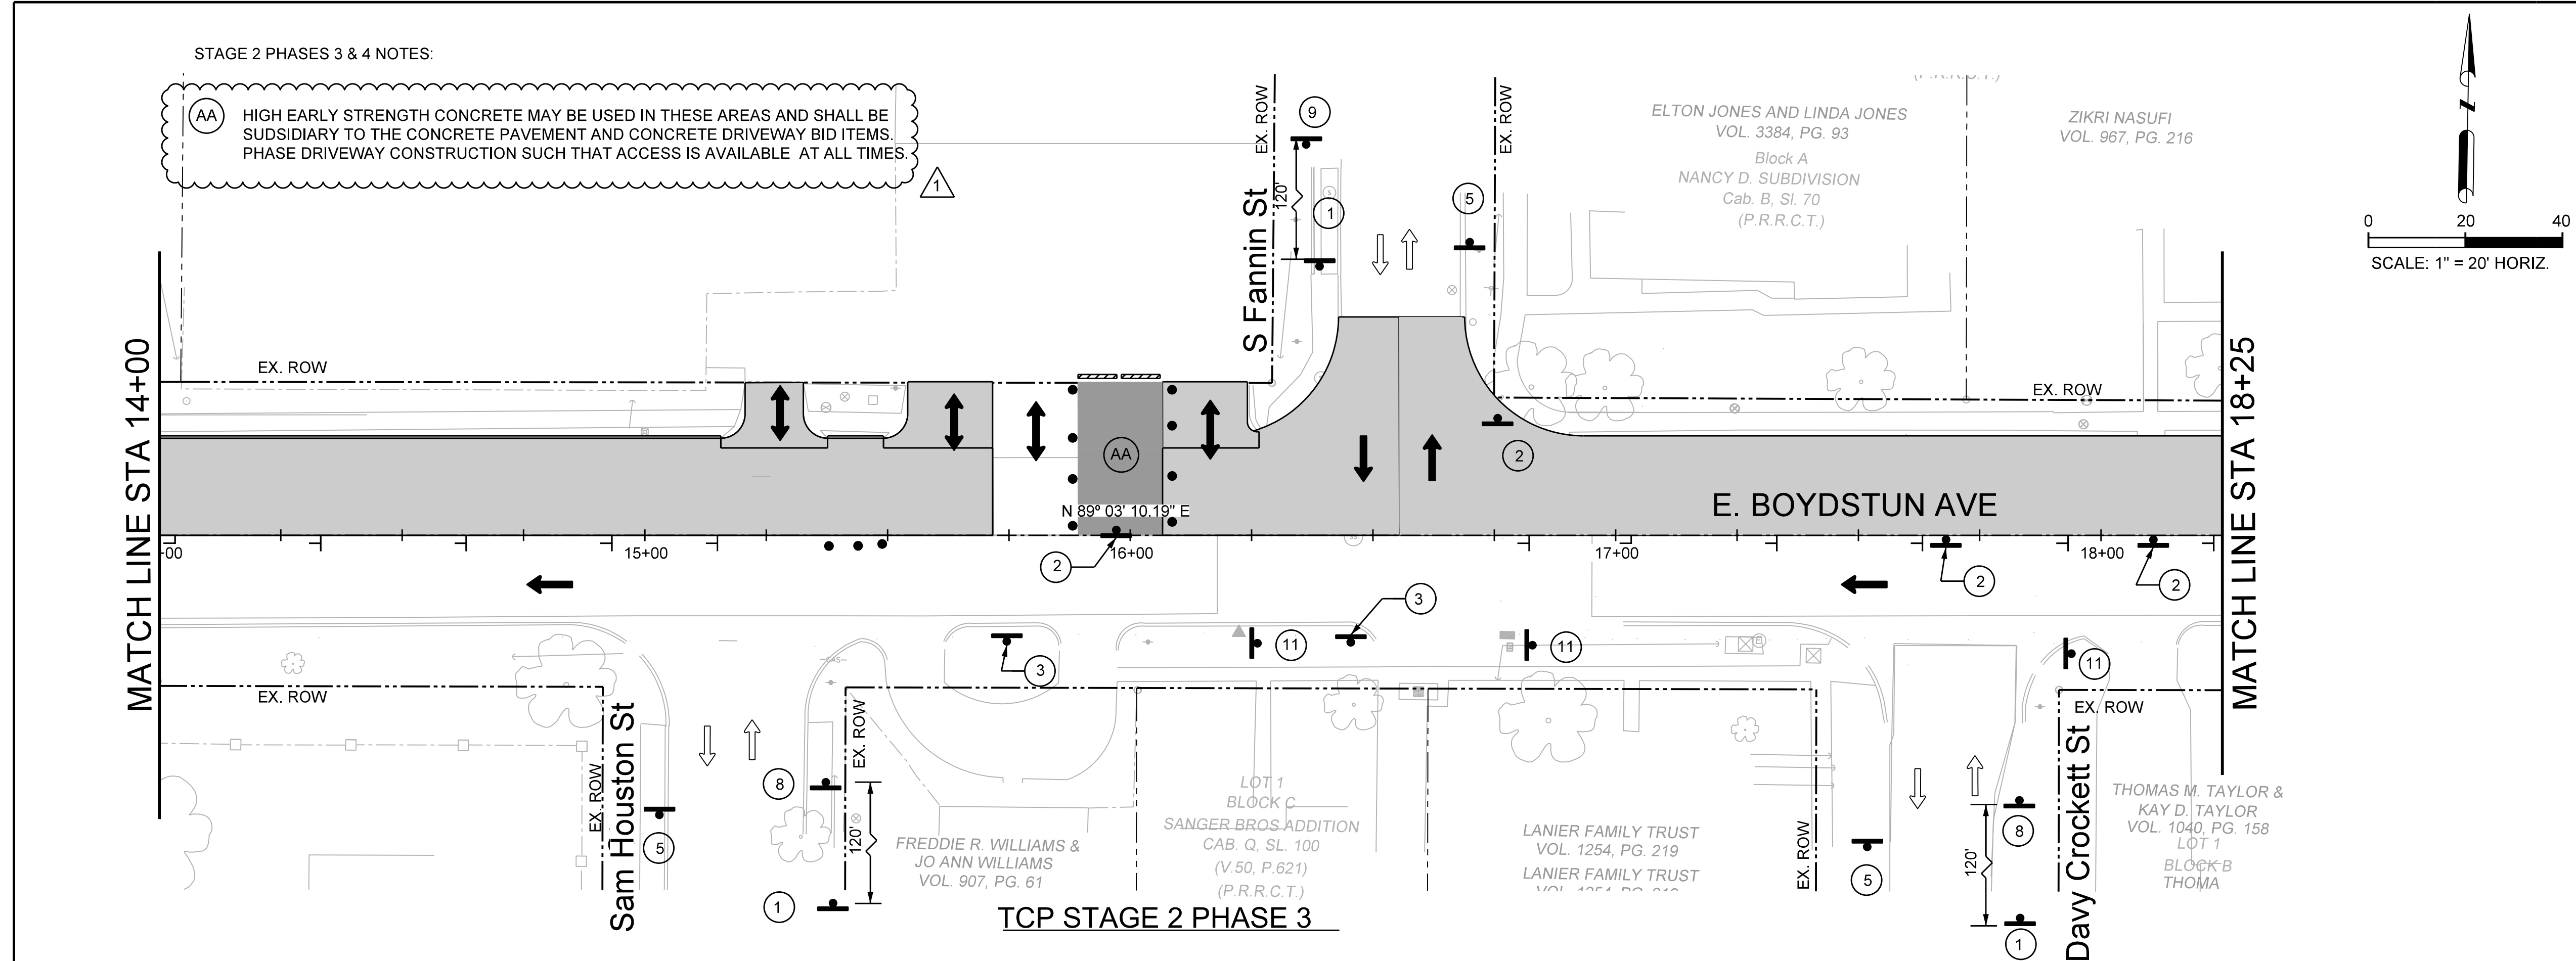 STAGE 2 PHASES 3 & 4 NOTES:
AA
HIGH EARLY STRENGTH CONCRETE MAY BE USED IN THESE AREAS AND SHALL BE
SUDSIDIARY TO THE CONCRETE PAVEMENT AND CONCRETE DRIVEWAY BID ITEMS.
PHASE DRIVEWAY CONSTRUCTION SUCH THAT ACCESS IS AVAILABLE AT ALL TIMES.
1
9
EX. ROW
EX. ROW
120'
1
5
S Fannin St
(P.R.R.C.T.)
ELTON JONES AND LINDA JONES
VOL. 3384, PG. 93
Block A
NANCY D. SUBDIVISION
Cab. B, Sl. 70
(P.R.R.C.T.)
ZIKRI NASUFI
VOL. 967, PG. 216
N
0 20 40
SCALE: 1" = 20' HORIZ.
MATCH LINE STA 14+00
EX. ROW
EX. ROW
MATCH LINE STA 18+25
AA
2
E. BOYDSTUN AVE
N 89° 03' 10.19" E
+00
15+00
16+00
17+00
18+00
2
2
2
3
3
11
11
11
EX. ROW
EX. ROW
Sam Houston St
EX. ROW
5
8
120'
1
EX. ROW
FREDDIE R. WILLIAMS &
JO ANN WILLIAMS
VOL. 907, PG. 61
LOT 1
BLOCK C
SANGER BROS ADDITION
CAB. Q, SL. 100
(V.50, P.621)
(P.R.R.C.T.)
LANIER FAMILY TRUST
VOL. 1254, PG. 219
LANIER FAMILY TRUST
VOL. 1254, PG. 219
EX. ROW
5
8
120'
1
EX. ROW
Davy Crockett St
THOMAS M. TAYLOR &
KAY D. TAYLOR
VOL. 1040, PG. 158
LOT 1
BLOCK B
THOMA
TCP STAGE 2 PHASE 3